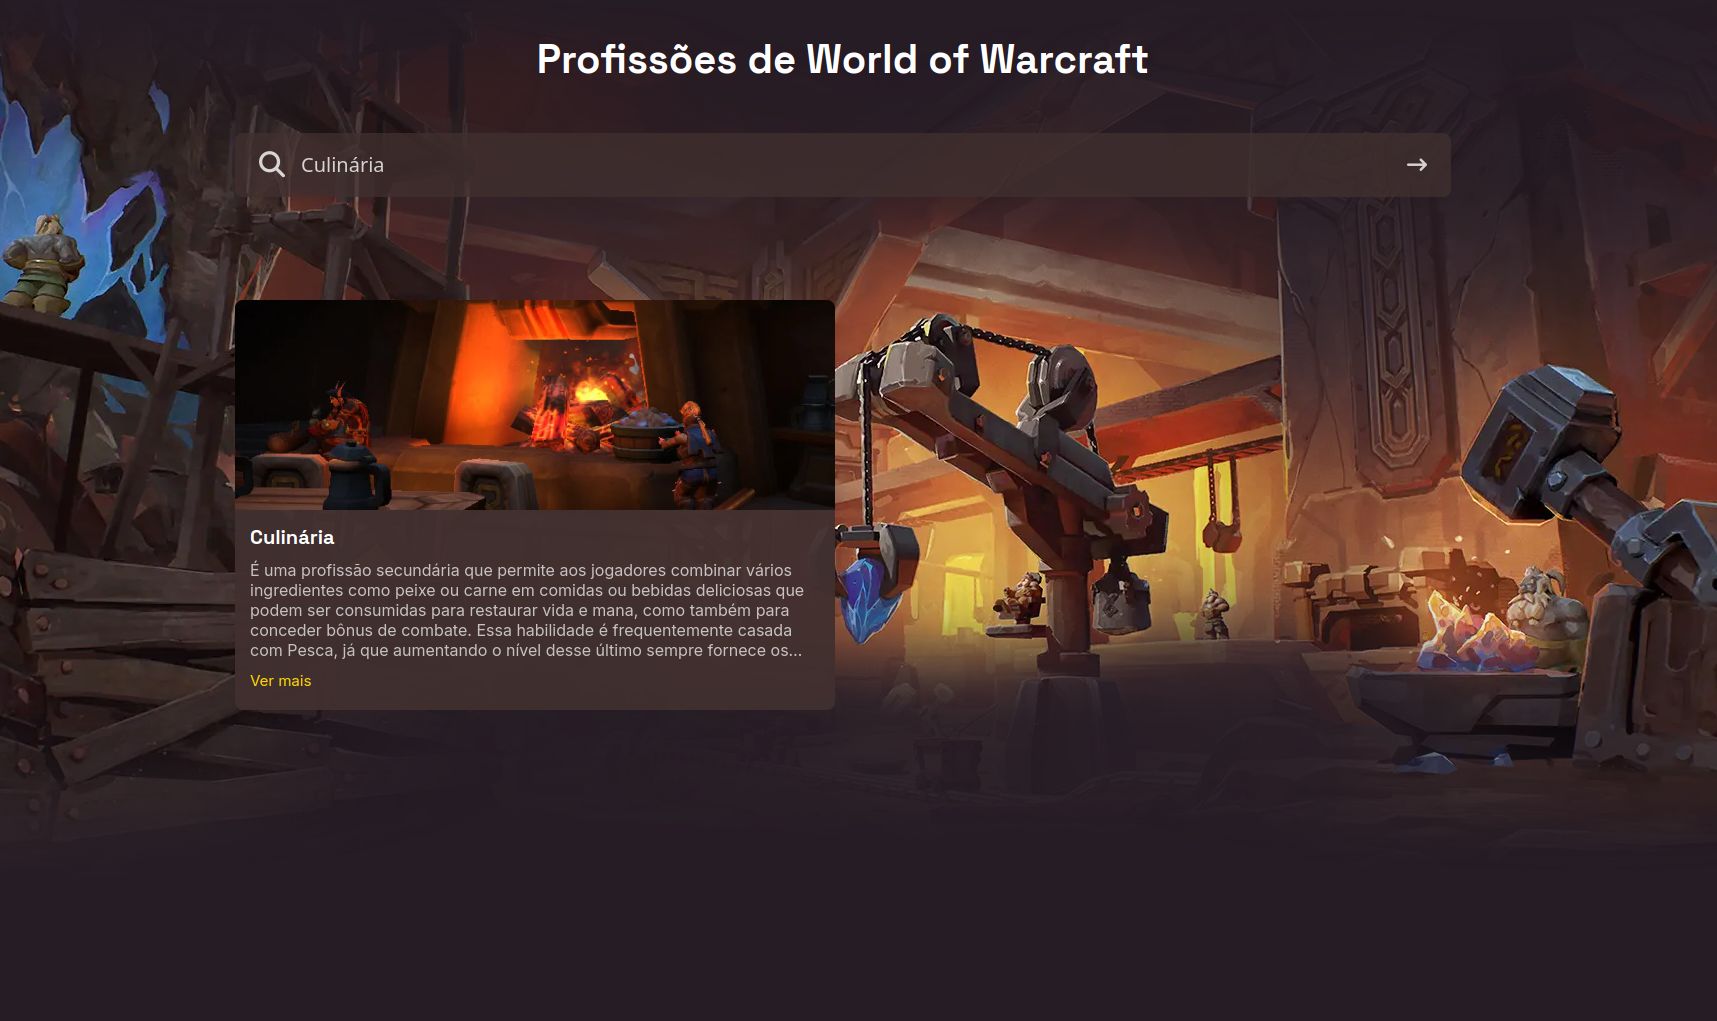 Profissões de World of Warcraft
Culinária
Culinária
É uma profissão secundária que permite aos jogadores combinar vários
ingredientes como peixe ou carne em comidas ou bebidas deliciosas que
podem ser consumidas para restaurar vida e mana, como também para
conceder bônus de combate. Essa habilidade é frequentemente casada
com Pesca, já que aumentando o nível desse último sempre fornece os...
Ver mais